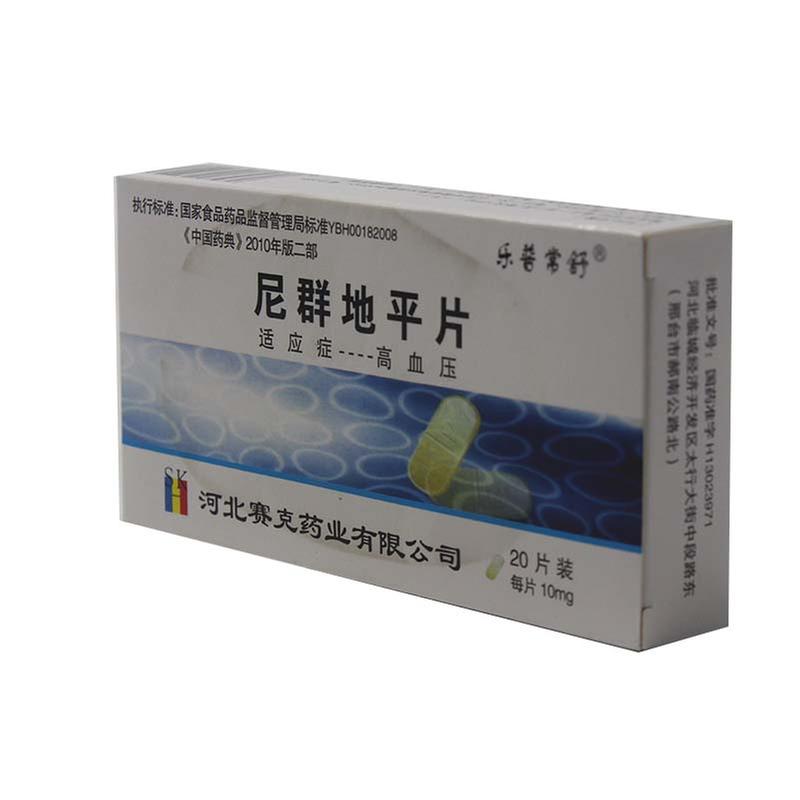 执行标准：国家食品药品监督管理局标准YBH00182008
《中国药典》2010年版二部
乐普常舒®
尼群地平片
适应症----高血压
SK
H
河北赛克药业有限公司
20片装
每片10mg
批准文号：国药准字H13023971
河北临城经济开发区太行大街中段路东
（邢台市郝南公路北）